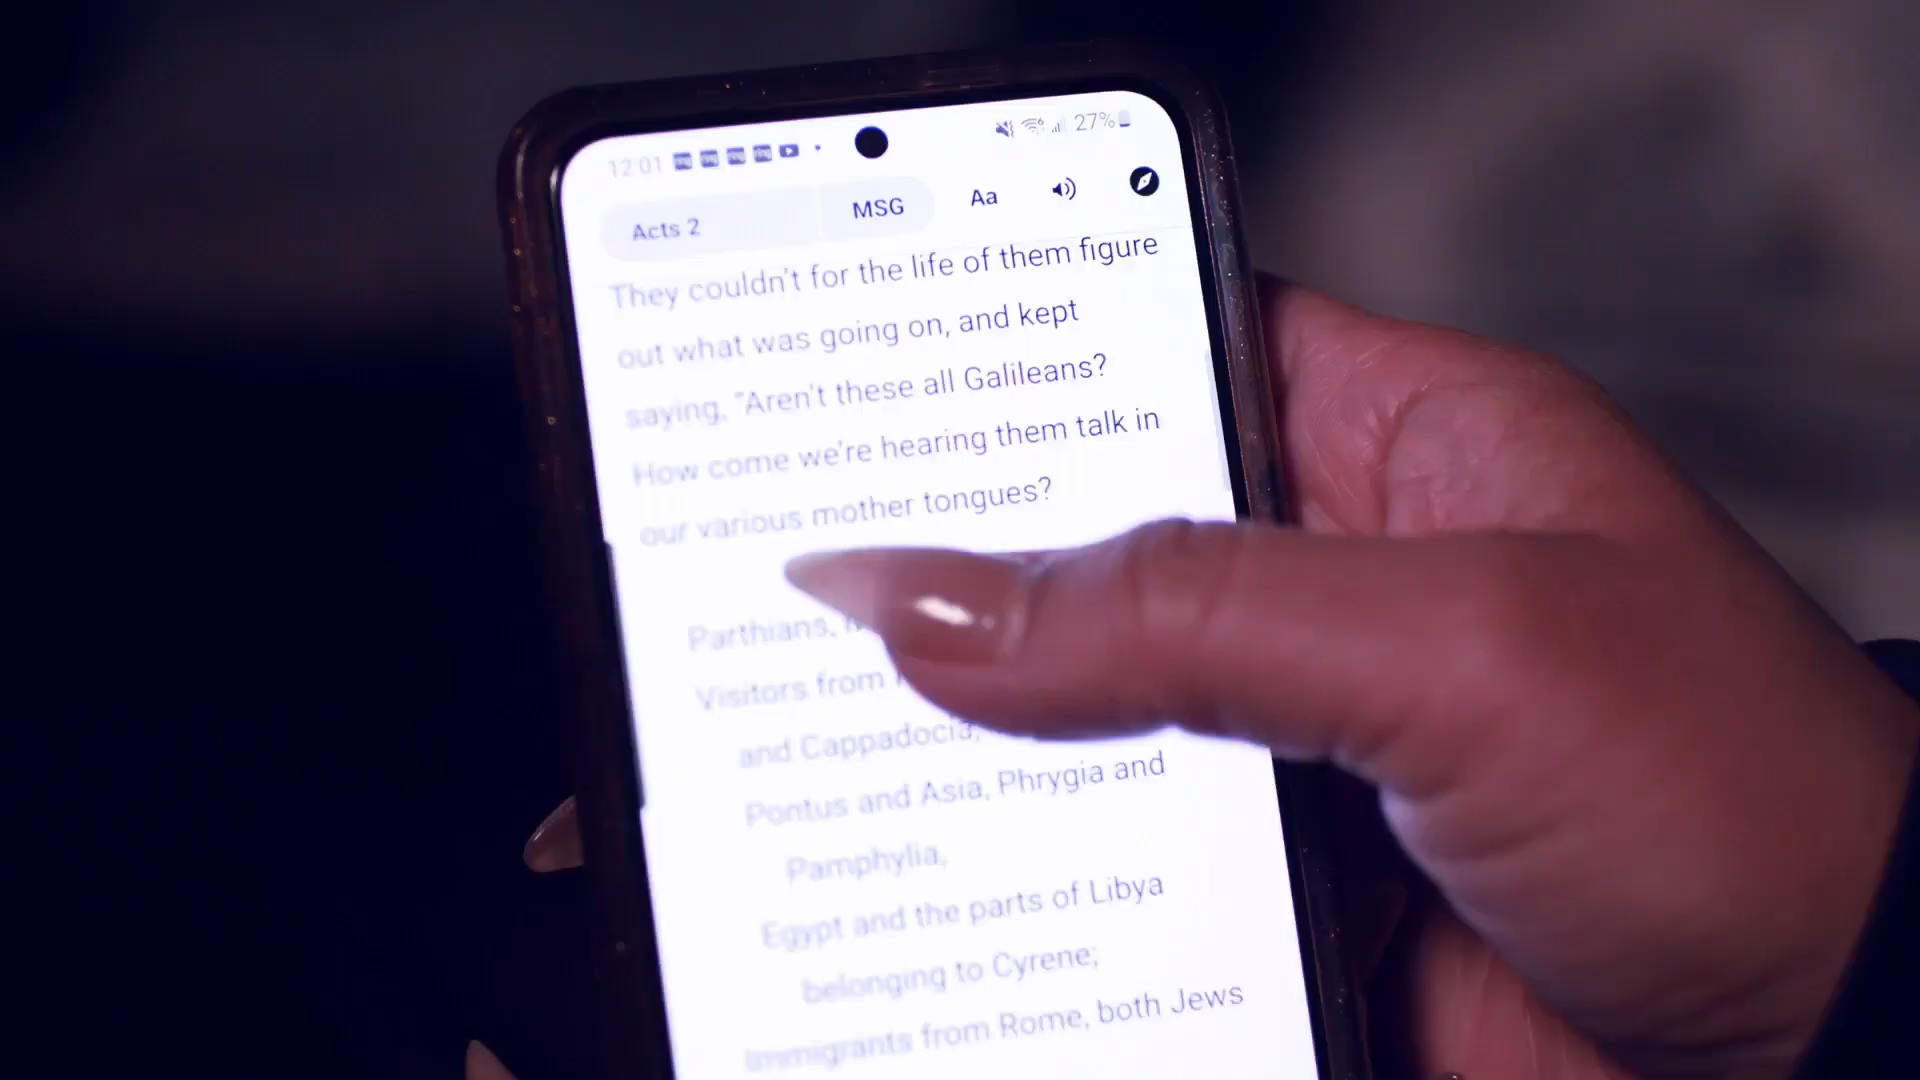 12:01
27%
Acts 2 MSG Aa
They couldn't for the life of them figure
out what was going on, and kept
saying, "Aren't these all Galileans?
How come we're hearing them talk in
our various mother tongues?
Parthians,
Visitors from
and Cappadocia,
Pontus and Asia, Phrygia and
Pamphylia,
Egypt and the parts of Libya
belonging to Cyrene;
Immigrants from Rome, both Jews